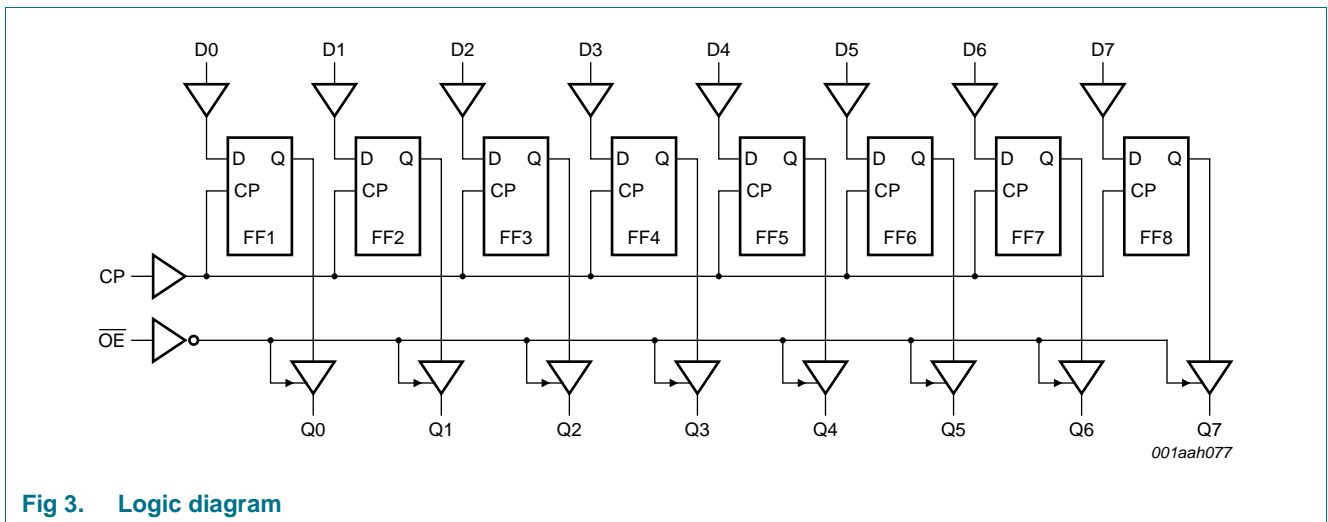 D0 D1 D2 D3 D4 D5 D6 D7
D Q D Q D Q D Q D Q D Q D Q D Q
CP CP CP CP CP CP CP CP
FF1 FF2 FF3 FF4 FF5 FF6 FF7 FF8
CP
O̅E̅
Q0 Q1 Q2 Q3 Q4 Q5 Q6 Q7
001aah077
Fig 3. Logic diagram